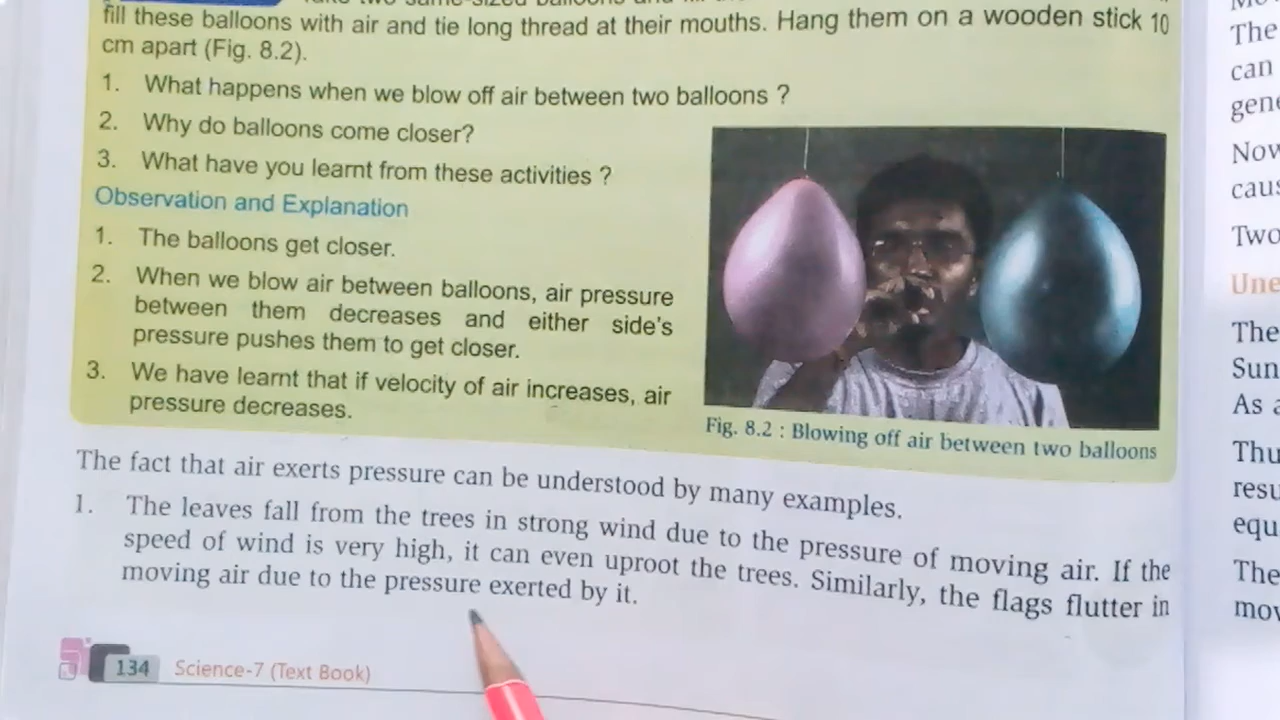 fill these balloons with air and tie long thread at their mouths. Hang them on a wooden stick 10
cm apart (Fig. 8.2).
1. What happens when we blow off air between two balloons ?
2. Why do balloons come closer?
3. What have you learnt from these activities ?
Observation and Explanation
1. The balloons get closer.
2. When we blow air between balloons, air pressure
between them decreases and either side's
pressure pushes them to get closer.
3. We have learnt that if velocity of air increases, air
pressure decreases.
Fig. 8.2 : Blowing off air between two balloons
The fact that air exerts pressure can be understood by many examples.
1. The leaves fall from the trees in strong wind due to the pressure of moving air. If the
speed of wind is very high, it can even uproot the trees. Similarly, the flags flutter in
moving air due to the pressure exerted by it.
134 Science-7 (Text Book)
The
can
Two
The
As
The